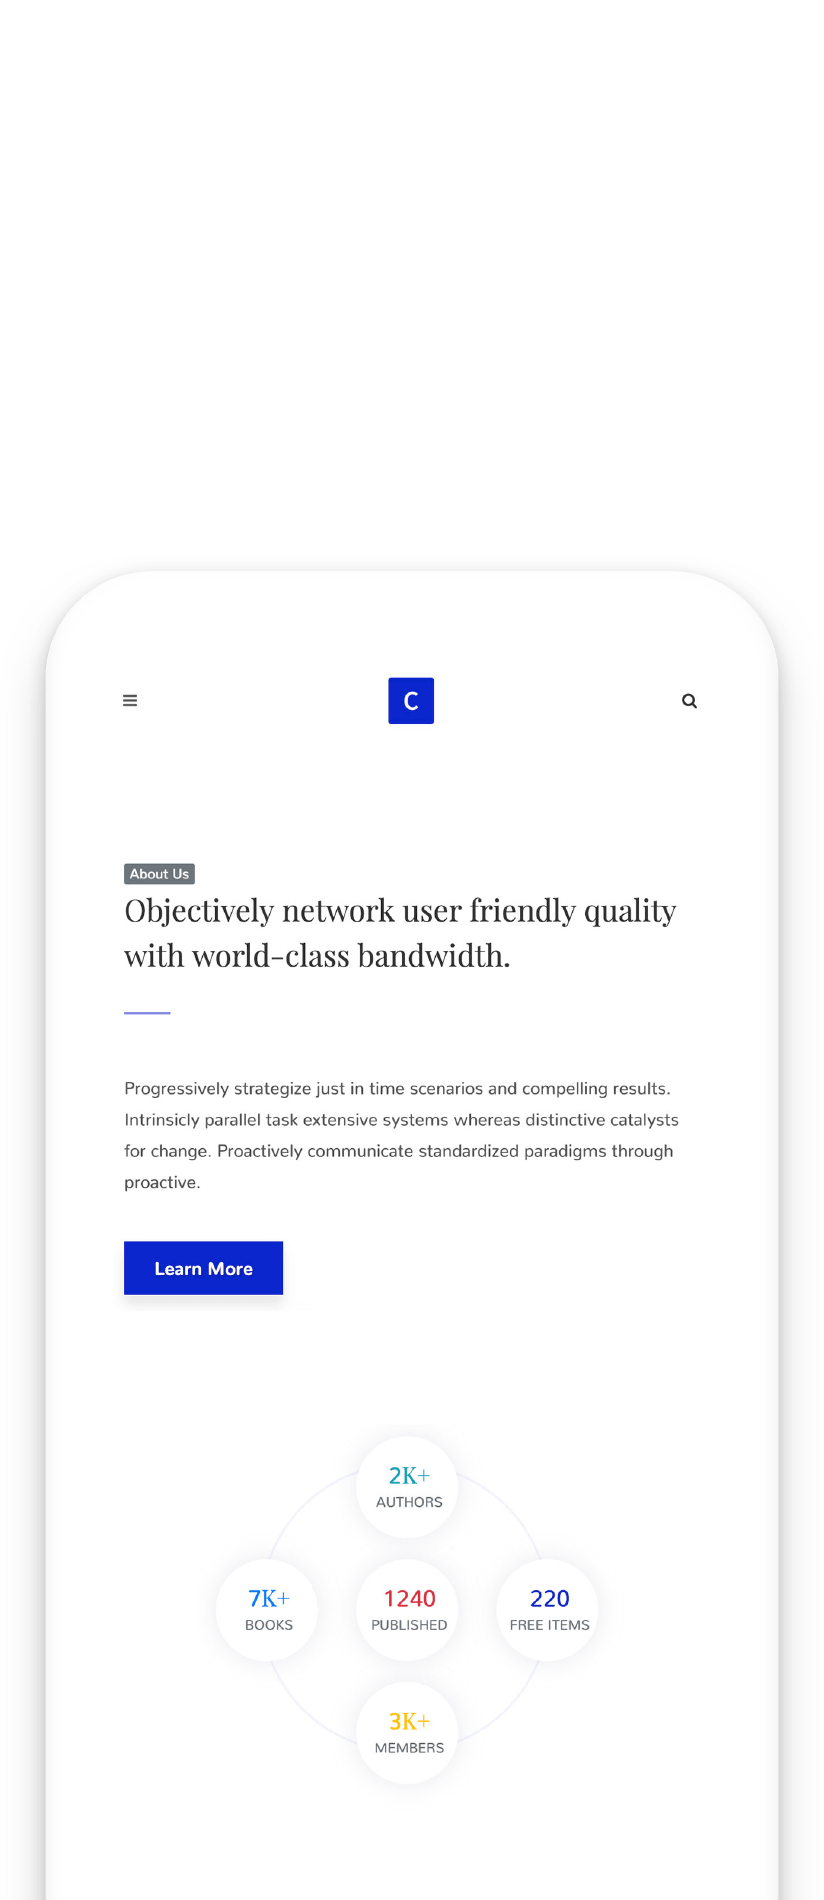 C
About Us
Objectively network user friendly quality
with world-class bandwidth.
Progressively strategize just in time scenarios and compelling results.
Intrinsicly parallel task extensive systems whereas distinctive catalysts
for change. Proactively communicate standardized paradigms through
proactive.
Learn More
2K+
AUTHORS
7K+
BOOKS
1240
PUBLISHED
220
FREE ITEMS
3K+
MEMBERS